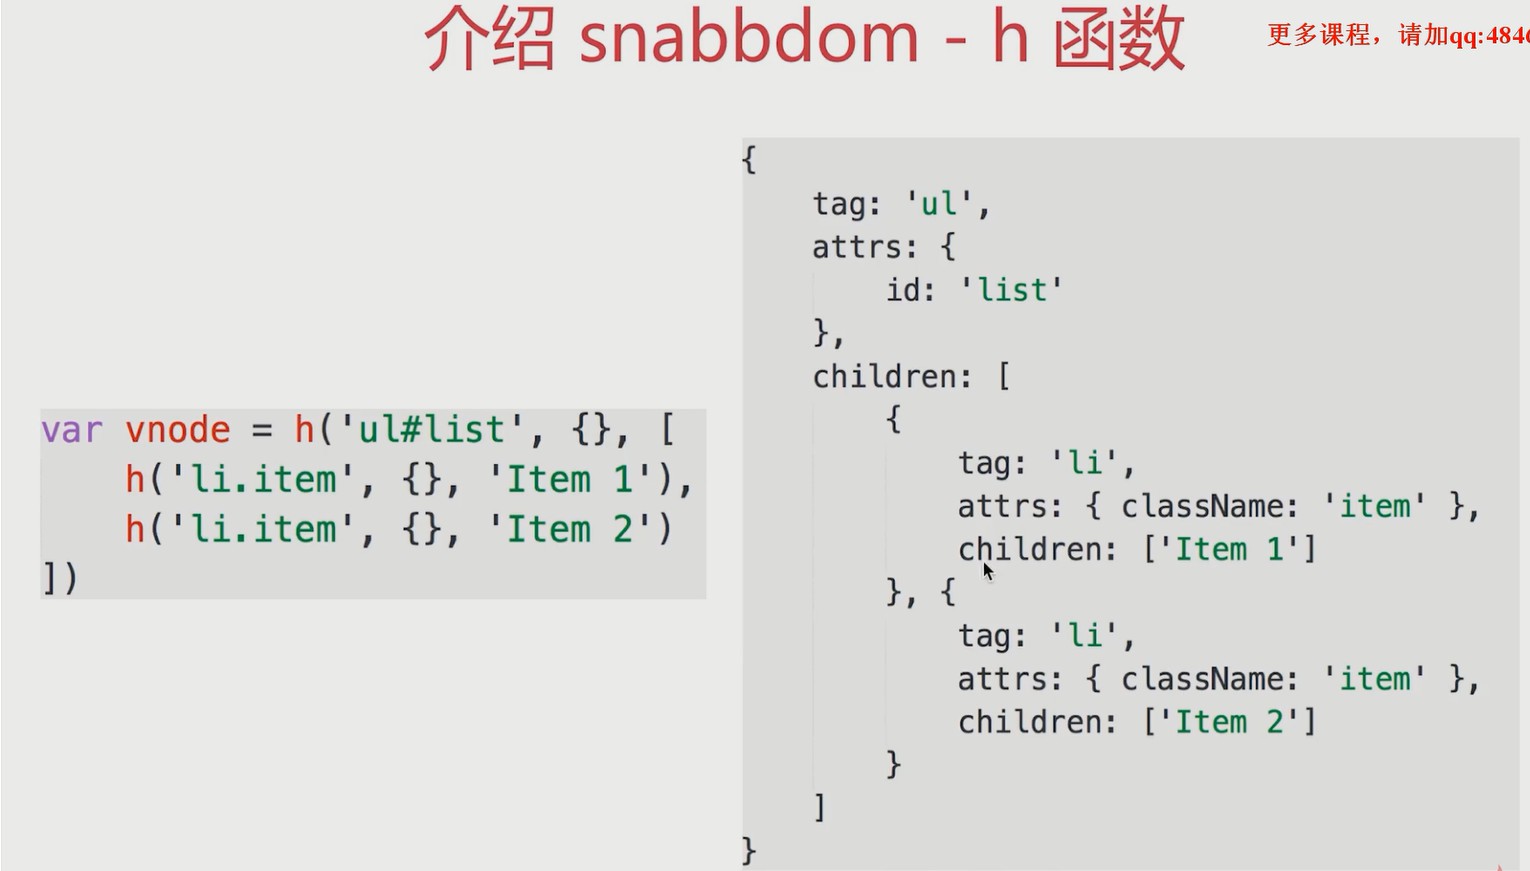 介绍 snabbdom - h 函数
更多课程，请加qq:484
var vnode = h('ul#list', {}, [
    h('li.item', {}, 'Item 1'),
    h('li.item', {}, 'Item 2')
])
{
    tag: 'ul',
    attrs: {
        id: 'list'
    },
    children: [
        {
            tag: 'li',
            attrs: { className: 'item' },
            children: ['Item 1']
        }, {
            tag: 'li',
            attrs: { className: 'item' },
            children: ['Item 2']
        }
    ]
}